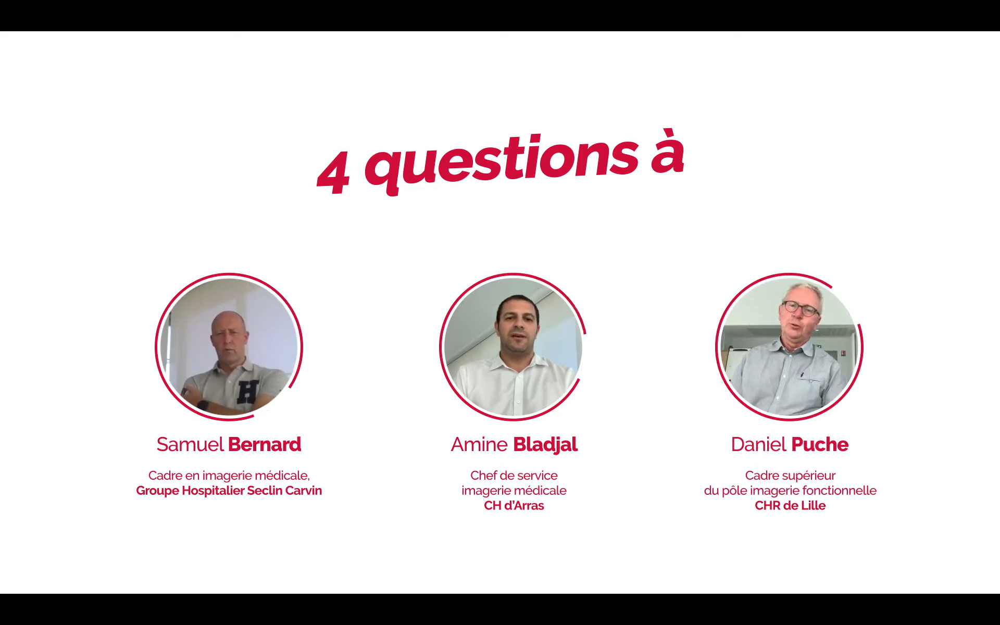 4 questions à
Samuel Bernard
Cadre en imagerie médicale,
Groupe Hospitalier Seclin Carvin
Amine Bladjal
Chef de service
imagerie médicale
CH d’Arras
Daniel Puche
Cadre supérieur
du pôle imagerie fonctionnelle
CHR de Lille
H